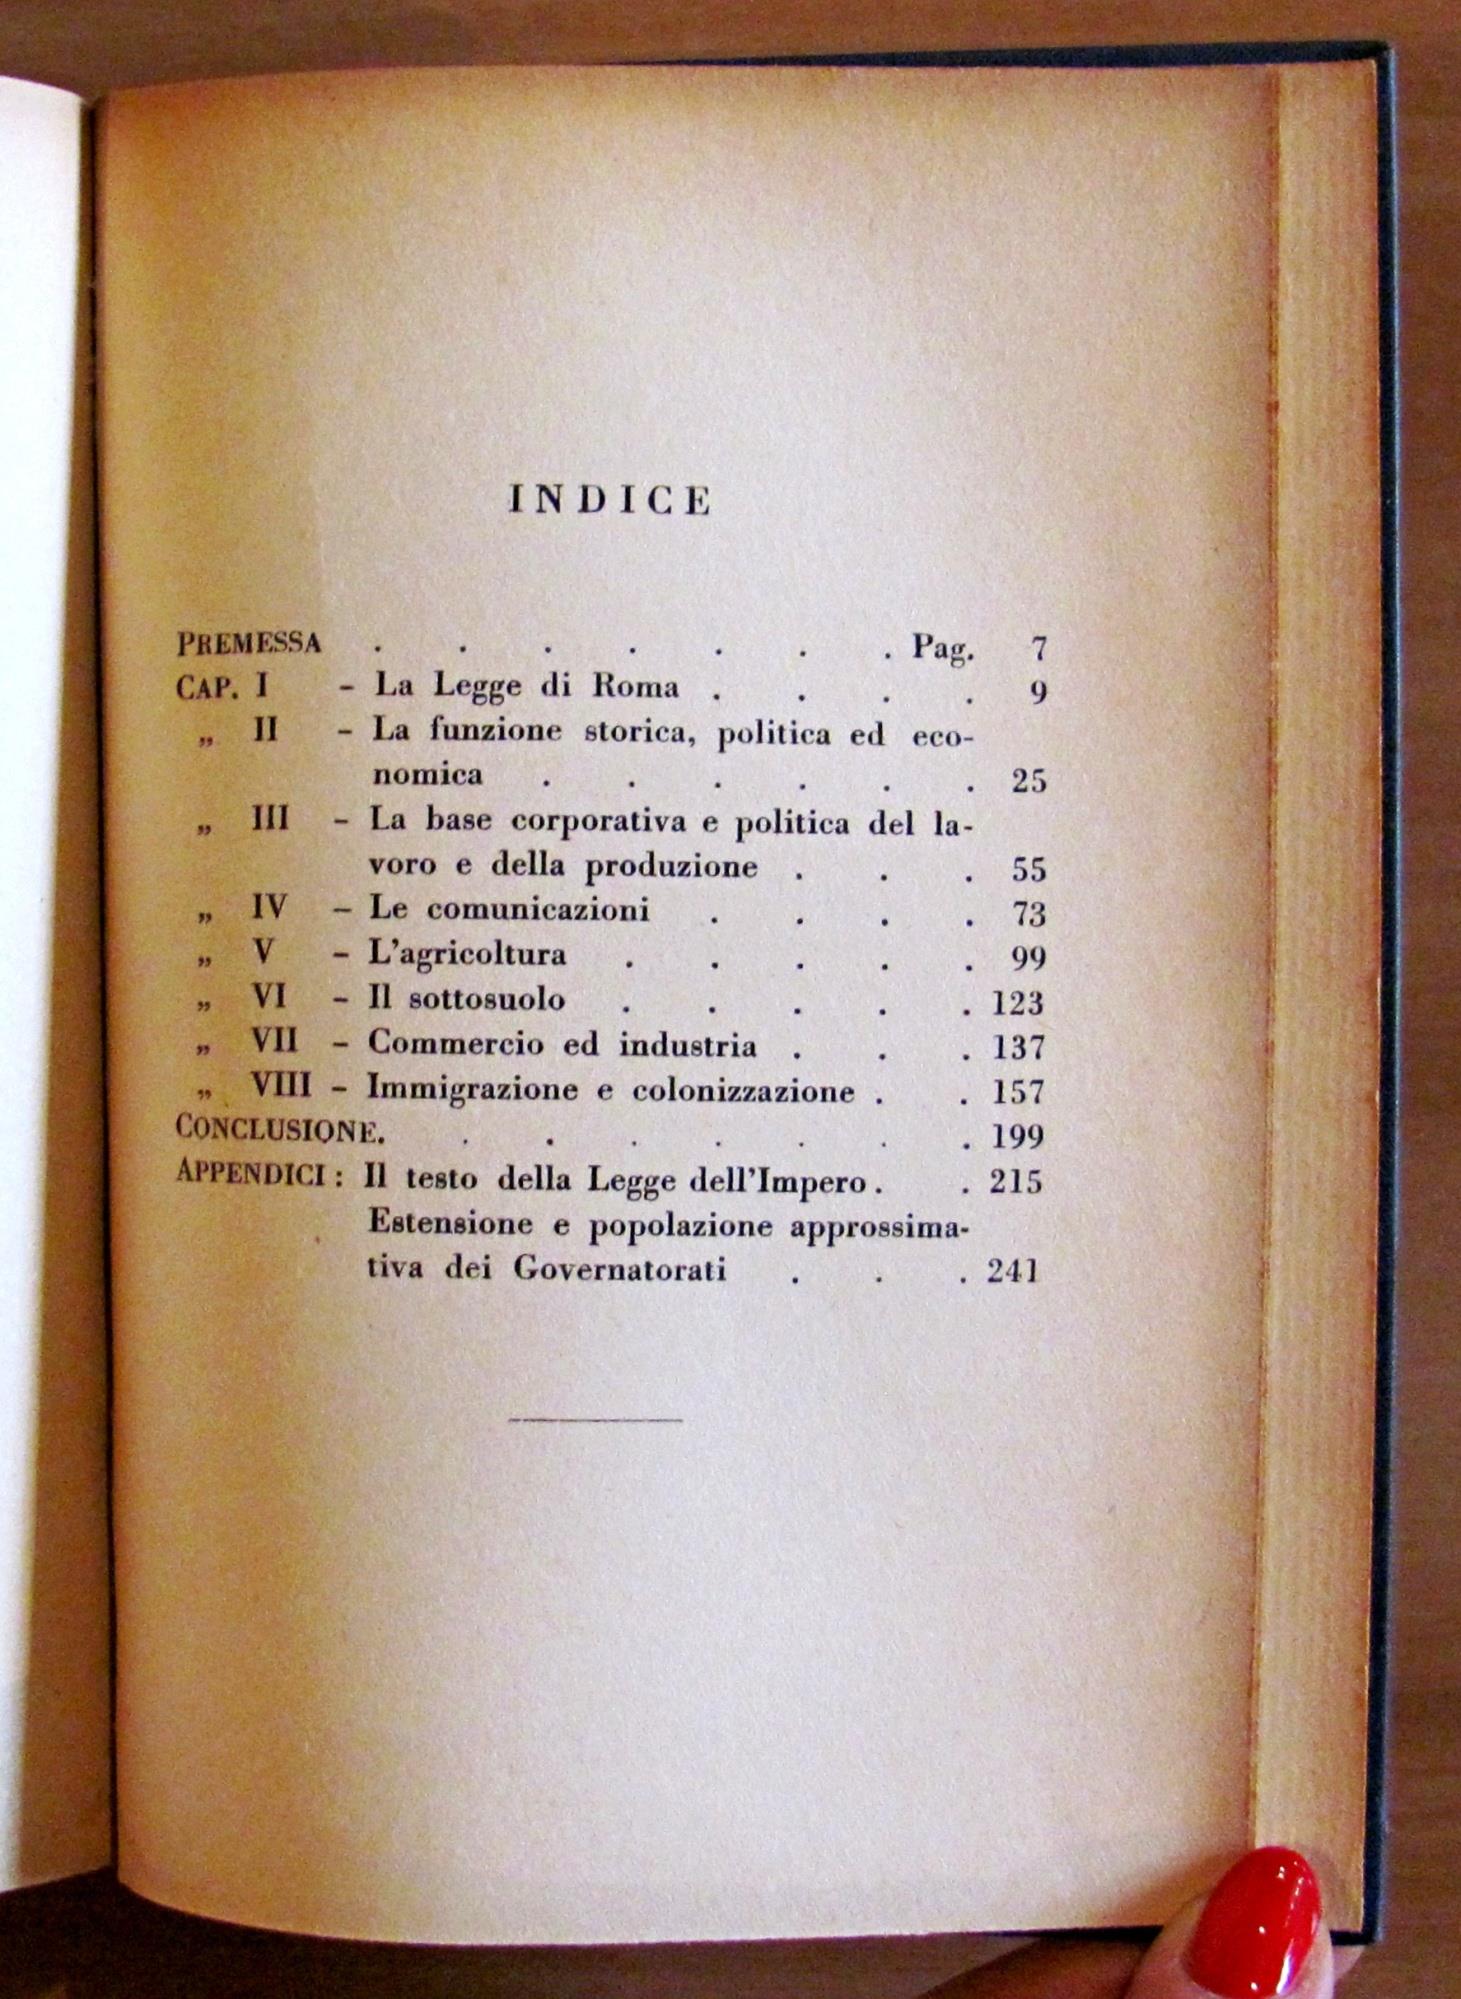 INDICE
PREMESSA . . . . . . . Pag. 7
CAP. I - La Legge di Roma . . . . 9
„ II - La funzione storica, politica ed eco-
nomica . . . . . . 25
„ III - La base corporativa e politica del la-
voro e della produzione . . . 55
„ IV - Le comunicazioni . . . . 73
„ V - L'agricoltura . . . . . 99
„ VI - Il sottosuolo . . . . . 123
„ VII - Commercio ed industria . . . 137
„ VIII - Immigrazione e colonizzazione . . 157
CONCLUSIONE. . . . . . . . 199
APPENDICI : Il testo della Legge dell'Impero . . 215
Estensione e popolazione approssima-
tiva dei Governatorati . . . 241